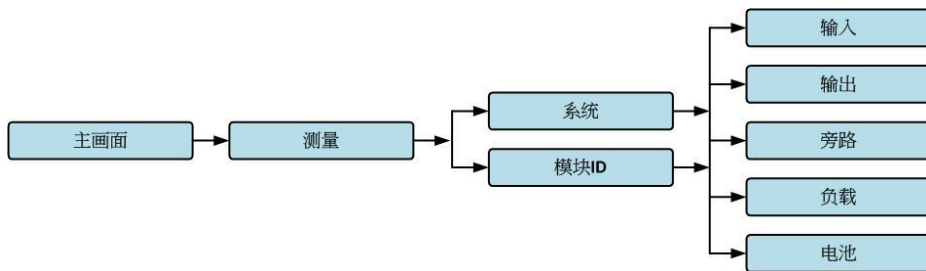 主画面
测量
系统
模块ID
输入
输出
旁路
负载
电池